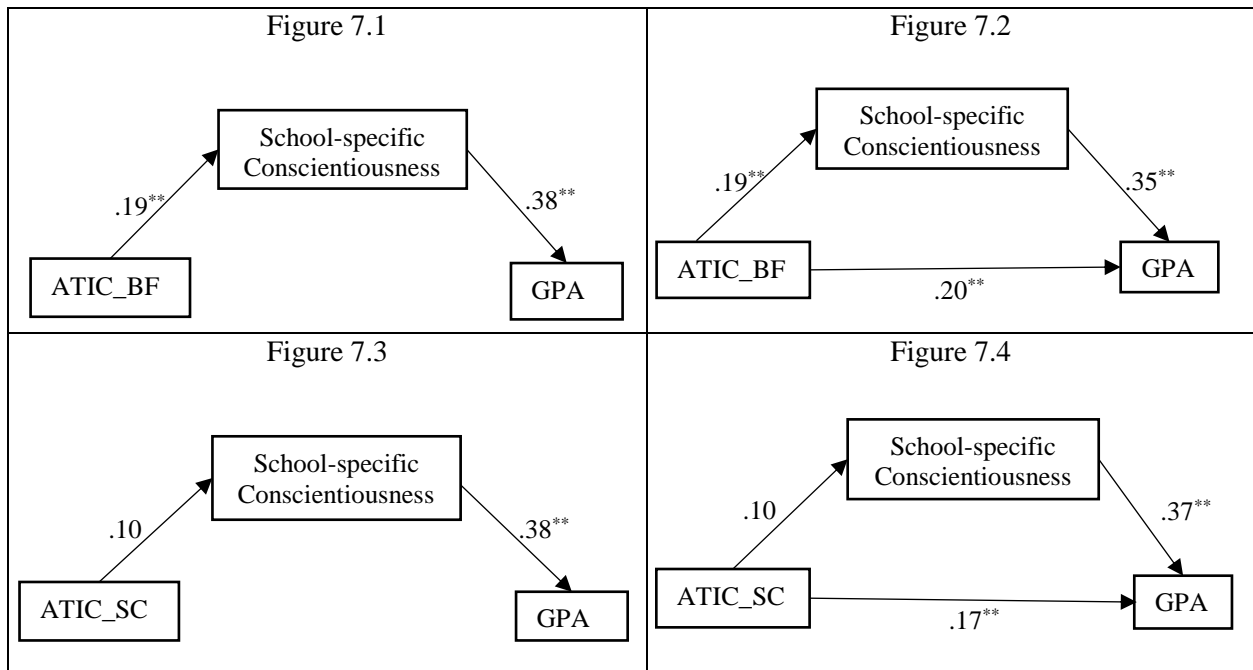 Figure 7.1
School-specific
Conscientiousness
.19**
.38**
ATIC_BF
GPA
Figure 7.2
School-specific
Conscientiousness
.19**
.35**
ATIC_BF
GPA
.20**
Figure 7.3
School-specific
Conscientiousness
.10
.38**
ATIC_SC
GPA
Figure 7.4
School-specific
Conscientiousness
.10
.37**
ATIC_SC
GPA
.17**